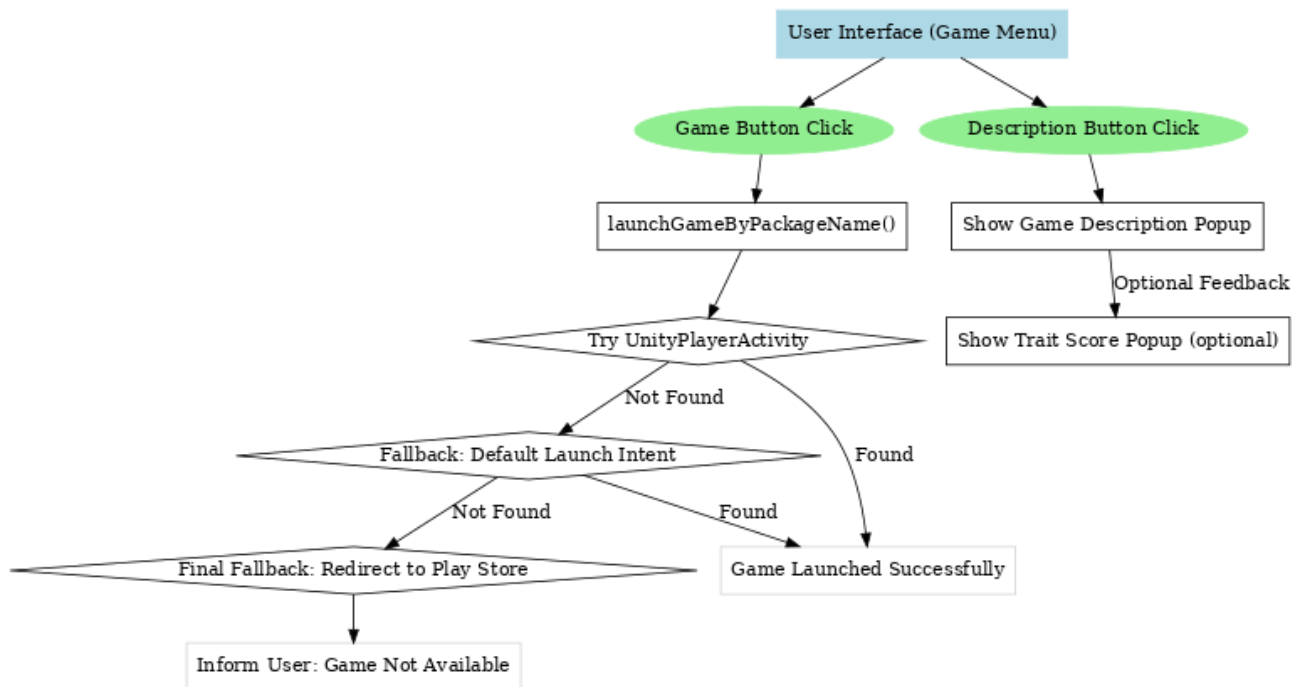 User Interface (Game Menu)
Game Button Click
Description Button Click
launchGameByPackageName()
Show Game Description Popup
Optional Feedback
Try UnityPlayerActivity
Show Trait Score Popup (optional)
Not Found
Fallback: Default Launch Intent
Found
Not Found
Found
Final Fallback: Redirect to Play Store
Game Launched Successfully
Inform User: Game Not Available